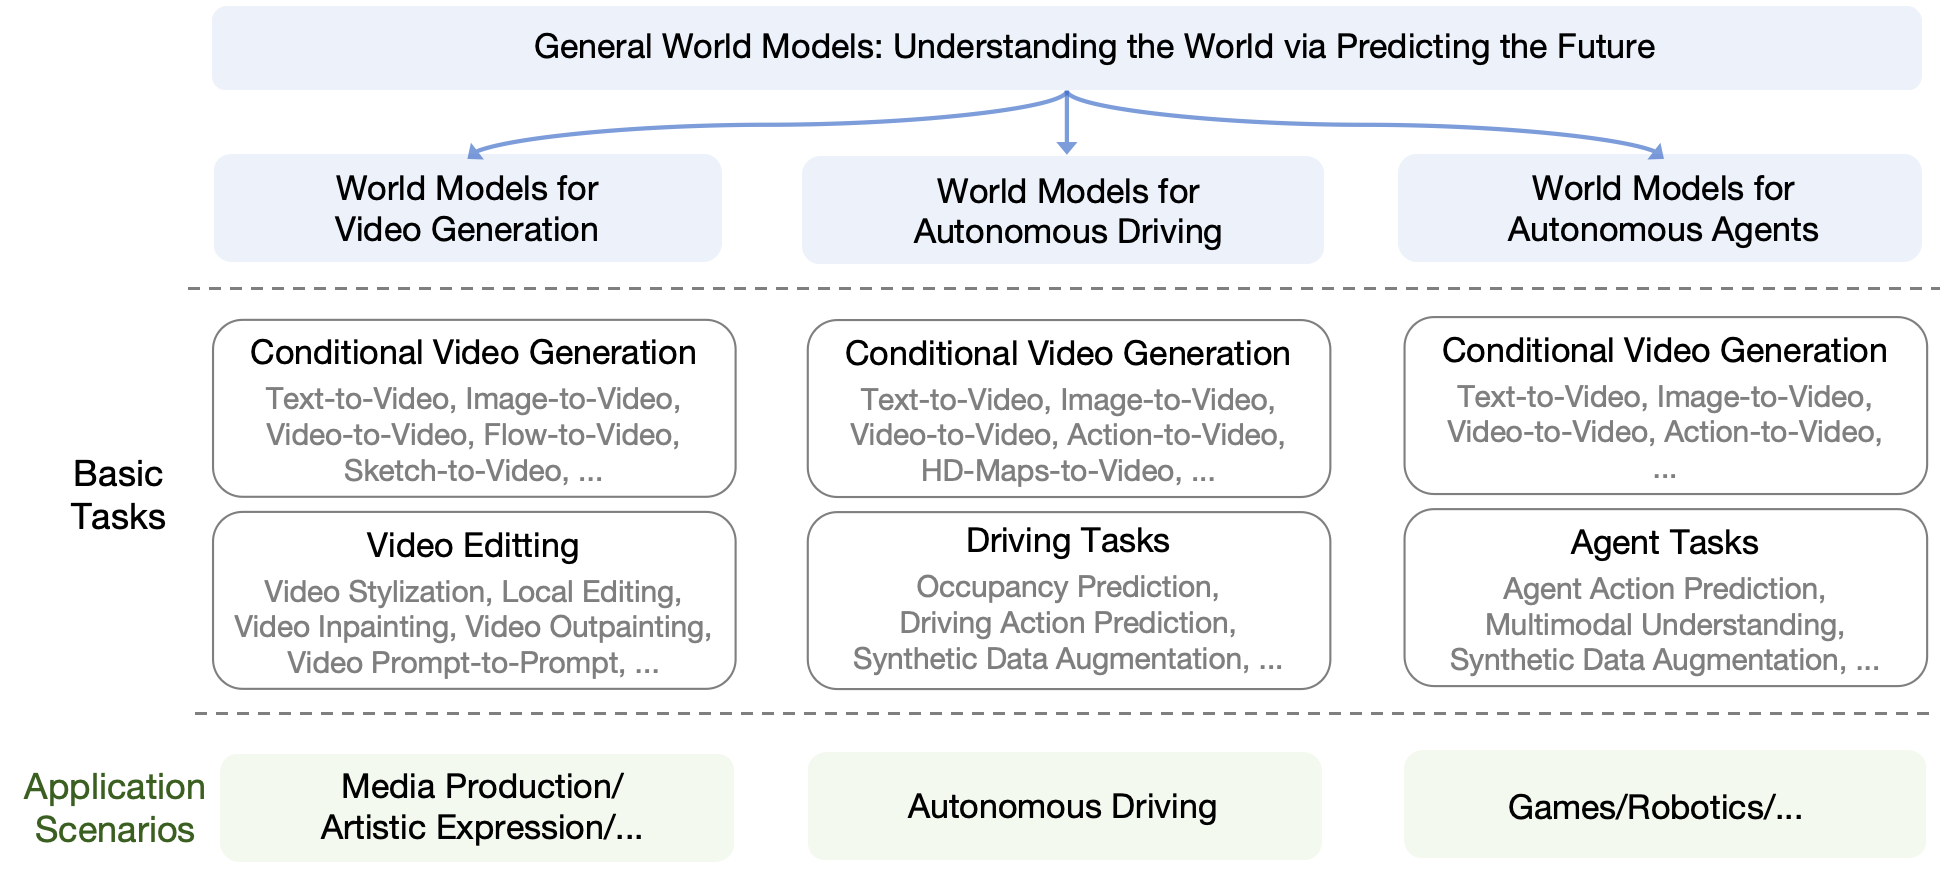 General World Models: Understanding the World via Predicting the Future
World Models for
Video Generation
World Models for
Autonomous Driving
World Models for
Autonomous Agents
Basic
Tasks
Conditional Video Generation
Text-to-Video, Image-to-Video,
Video-to-Video, Flow-to-Video,
Sketch-to-Video, ...
Conditional Video Generation
Text-to-Video, Image-to-Video,
Video-to-Video, Action-to-Video,
HD-Maps-to-Video, ...
Conditional Video Generation
Text-to-Video, Image-to-Video,
Video-to-Video, Action-to-Video,
...
Video Editting
Video Stylization, Local Editing,
Video Inpainting, Video Outpainting,
Video Prompt-to-Prompt, ...
Driving Tasks
Occupancy Prediction,
Driving Action Prediction,
Synthetic Data Augmentation, ...
Agent Tasks
Agent Action Prediction,
Multimodal Understanding,
Synthetic Data Augmentation, ...
Application
Scenarios
Media Production/
Artistic Expression/...
Autonomous Driving
Games/Robotics/...